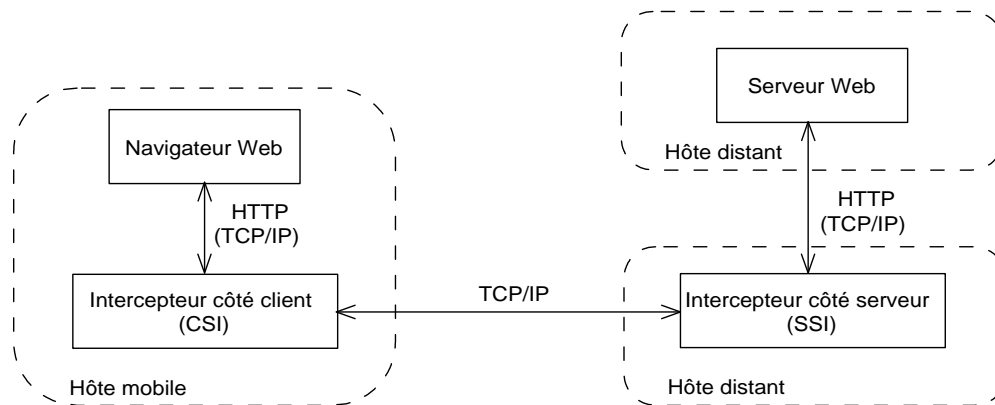 Navigateur Web
HTTP
(TCP/IP)
Intercepteur côté client
(CSI)
Hôte mobile
TCP/IP
Serveur Web
Hôte distant
HTTP
(TCP/IP)
Intercepteur côté serveur
(SSI)
Hôte distant